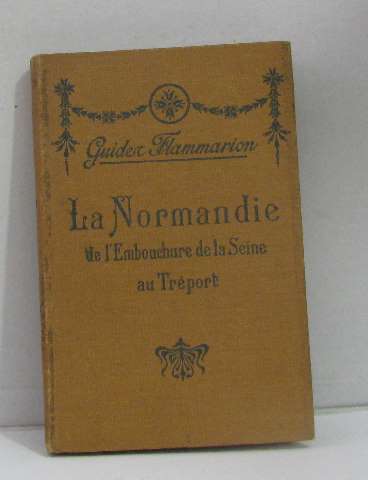 Guides Flammarion
La Normandie
de l'Embouchure de la Seine
au Tréport